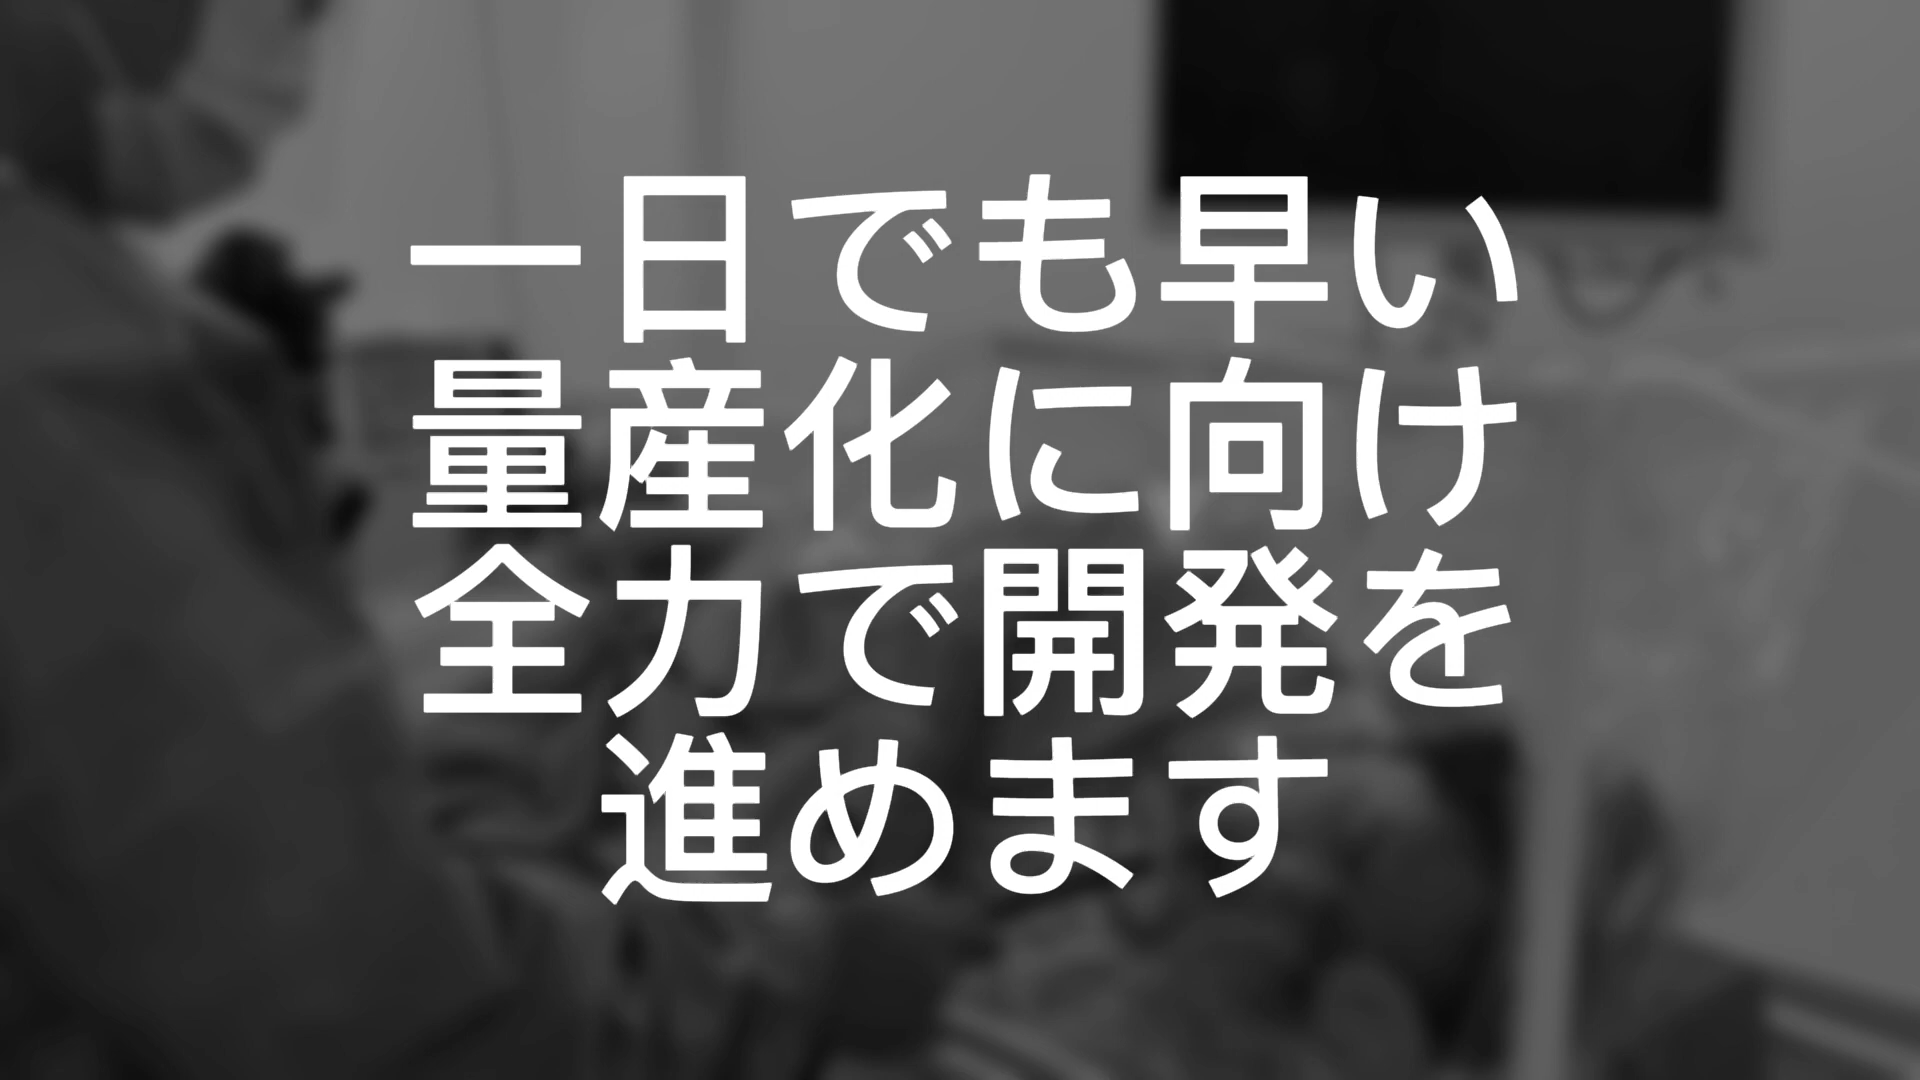 一日でも早い
量産化に向け
全力で開発を
進めます